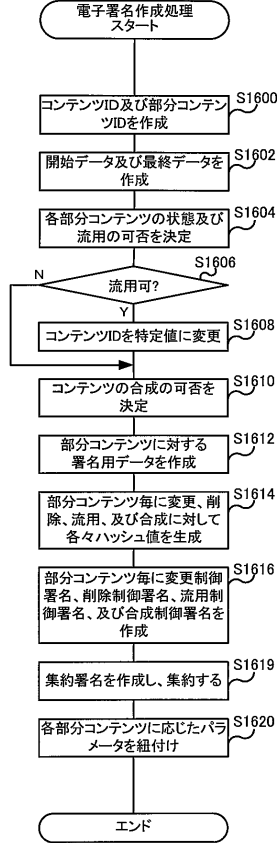 電子署名作成処理
スタート
S1600
コンテンツID及び部分コンテン
ツIDを作成
S1602
開始データ及び最終データを
作成
S1604
各部分コンテンツの状態及び
流用の可否を決定
S1606
流用可?
N
Y
S1608
コンテンツIDを特定値に変更
S1610
コンテンツの合成の可否を
決定
S1612
部分コンテンツに対する
署名用データを作成
S1614
部分コンテンツ毎に変更、削
除、流用、及び合成に対して
各々ハッシュ値を生成
S1616
部分コンテンツ毎に変更制御
署名、削除制御署名、流用制
御署名、及び合成制御署名を
作成
S1619
集約署名を作成し、集約する
S1620
各部分コンテンツに応じたパラ
メータを紐付け
エンド